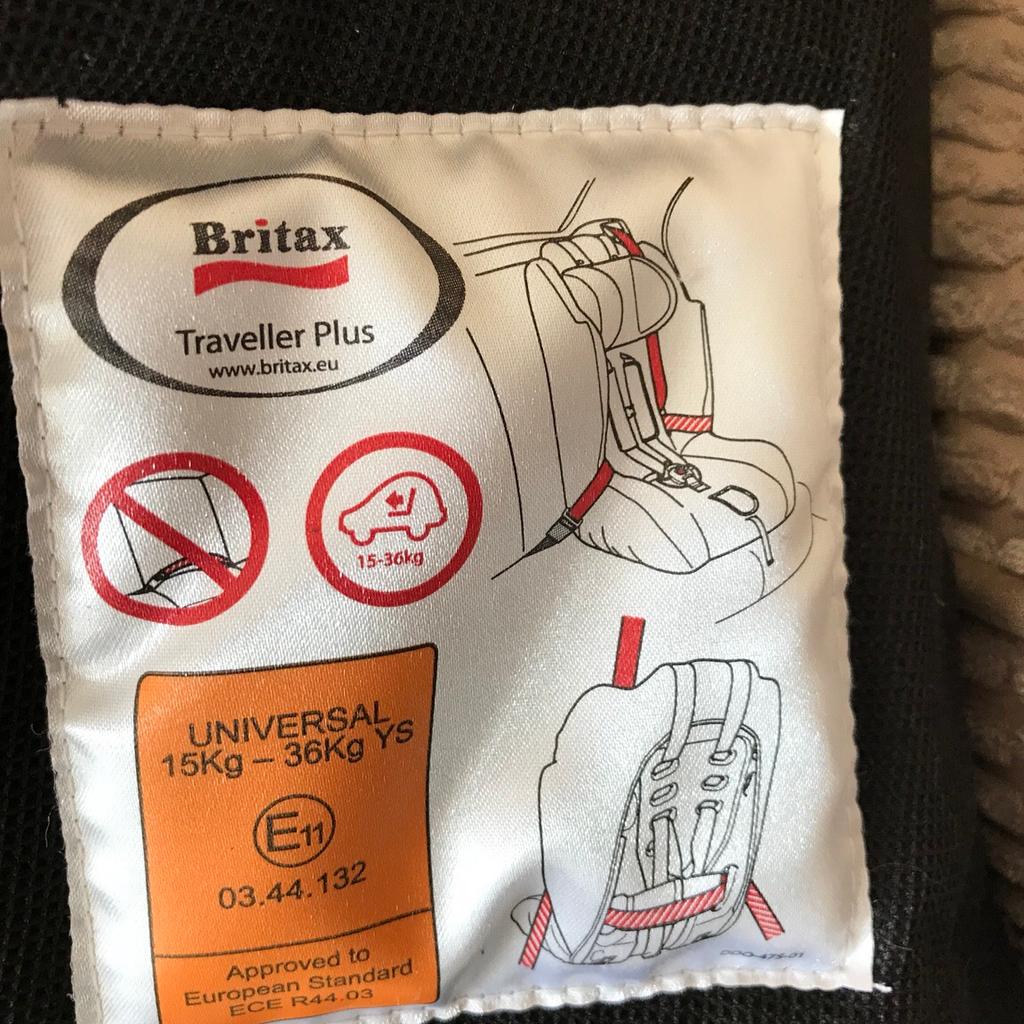 Britax
Traveller Plus
www.britax.eu
15-36kg
UNIVERSAL
15Kg – 36Kg YS
E11
03.44.132
Approved to
European Standard
ECE R44.03